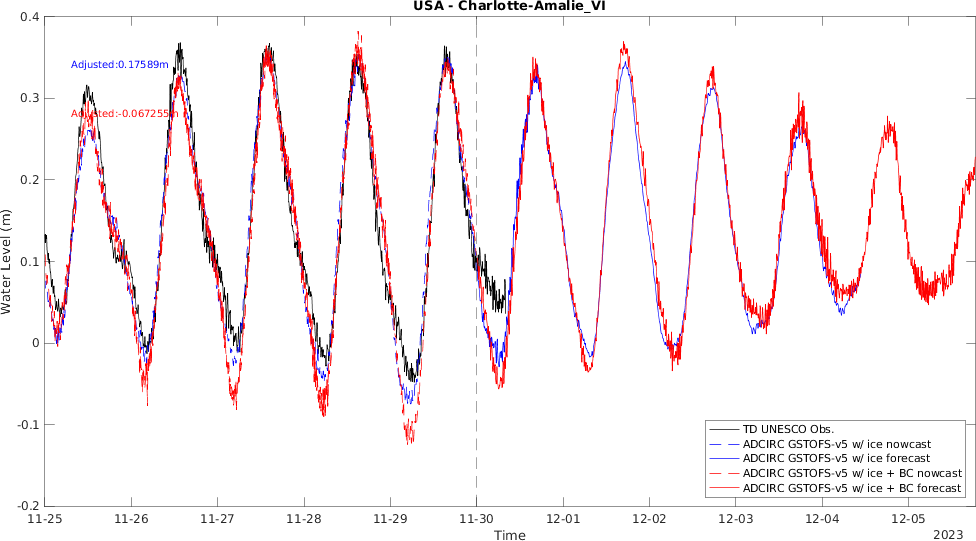 USA - Charlotte-Amalie_VI
0.4
0.3
0.2
0.1
0
-0.1
-0.2
Water Level (m)
Adjusted:0.17589m
Adjusted:-0.067255m
TD UNESCO Obs.
ADCIRC GSTOFS-v5 w/ ice nowcast
ADCIRC GSTOFS-v5 w/ ice forecast
ADCIRC GSTOFS-v5 w/ ice + BC nowcast
ADCIRC GSTOFS-v5 w/ ice + BC forecast
11-25 11-26 11-27 11-28 11-29 11-30 12-01 12-02 12-03 12-04 12-05
Time
2023